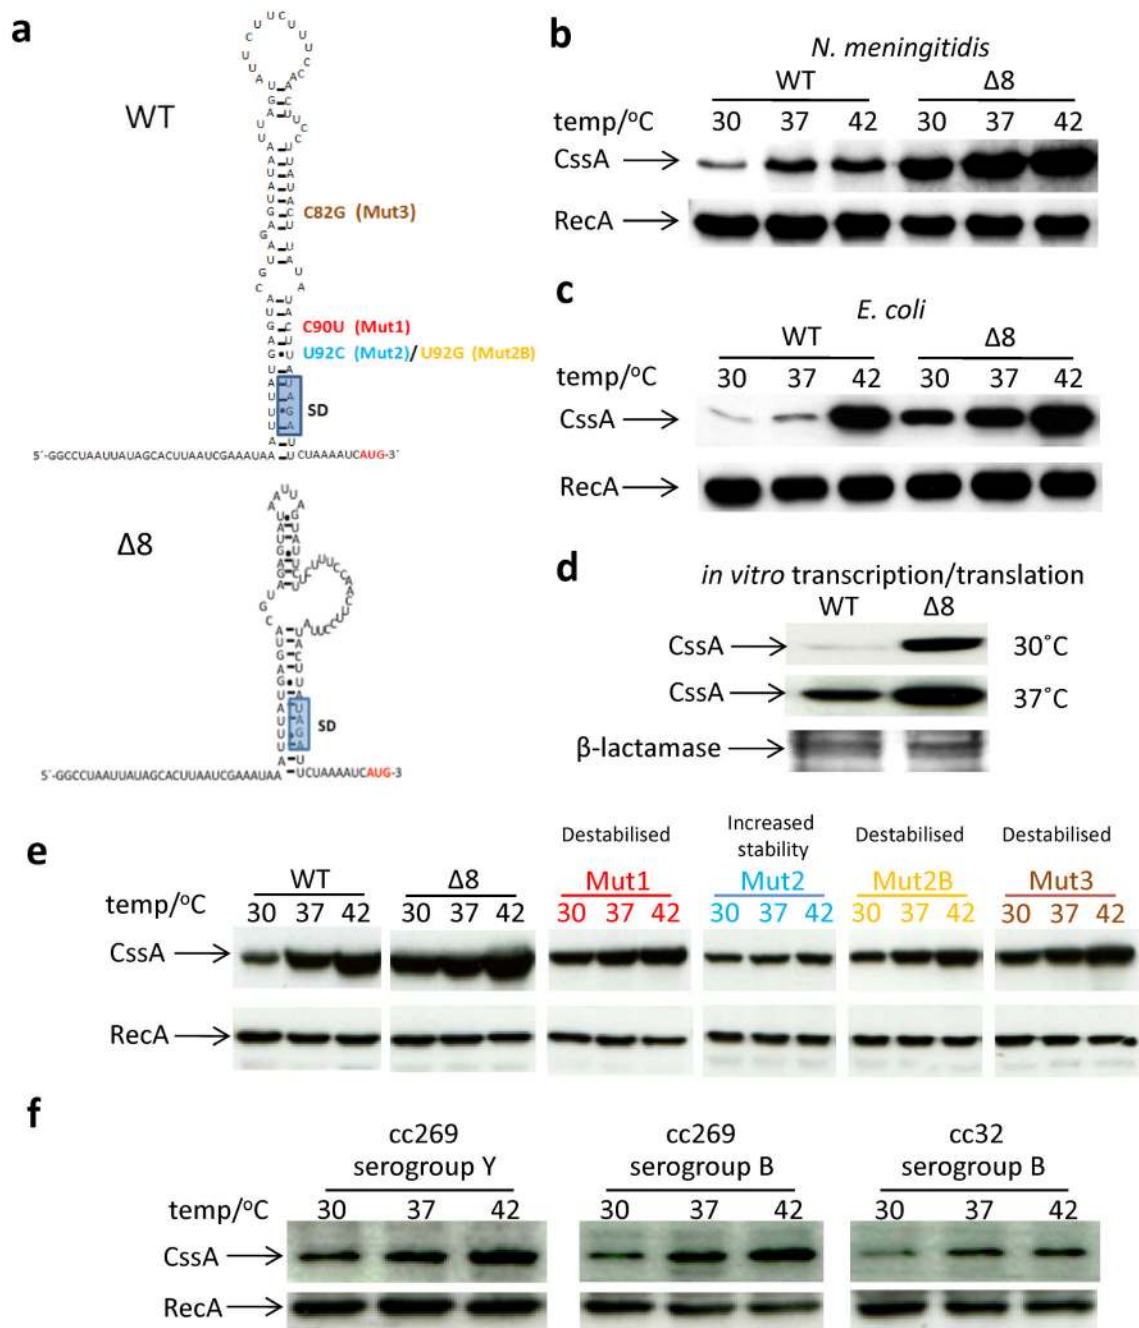 a
WT
C82G (Mut3)
C90U (Mut1)
U92C (Mut2)/U92G (Mut2B)
SD
5´-GGCCUAAUUAUAGCACUUAAUCGAAAUAA
CUAAAAUCAUG-3´
Δ8
SD
5´-GGCCUAAUUAUAGCACUUAAUCGAAAUAA
CUAAAAUCAUG-3
b
N. meningitidis
WT Δ8
temp/°C 30 37 42 30 37 42
CssA
RecA
c
E. coli
WT Δ8
temp/°C 30 37 42 30 37 42
CssA
RecA
d
in vitro transcription/translation
WT Δ8
CssA 30˚C
CssA 37˚C
β-lactamase
e
Destabilised Increased stability Destabilised Destabilised
WT Δ8 Mut1 Mut2 Mut2B Mut3
temp/°C 30 37 42 30 37 42 30 37 42 30 37 42 30 37 42 30 37 42
CssA
RecA
f
cc269 cc269 cc32
serogroup Y serogroup B serogroup B
temp/°C 30 37 42 30 37 42 30 37 42
CssA
RecA